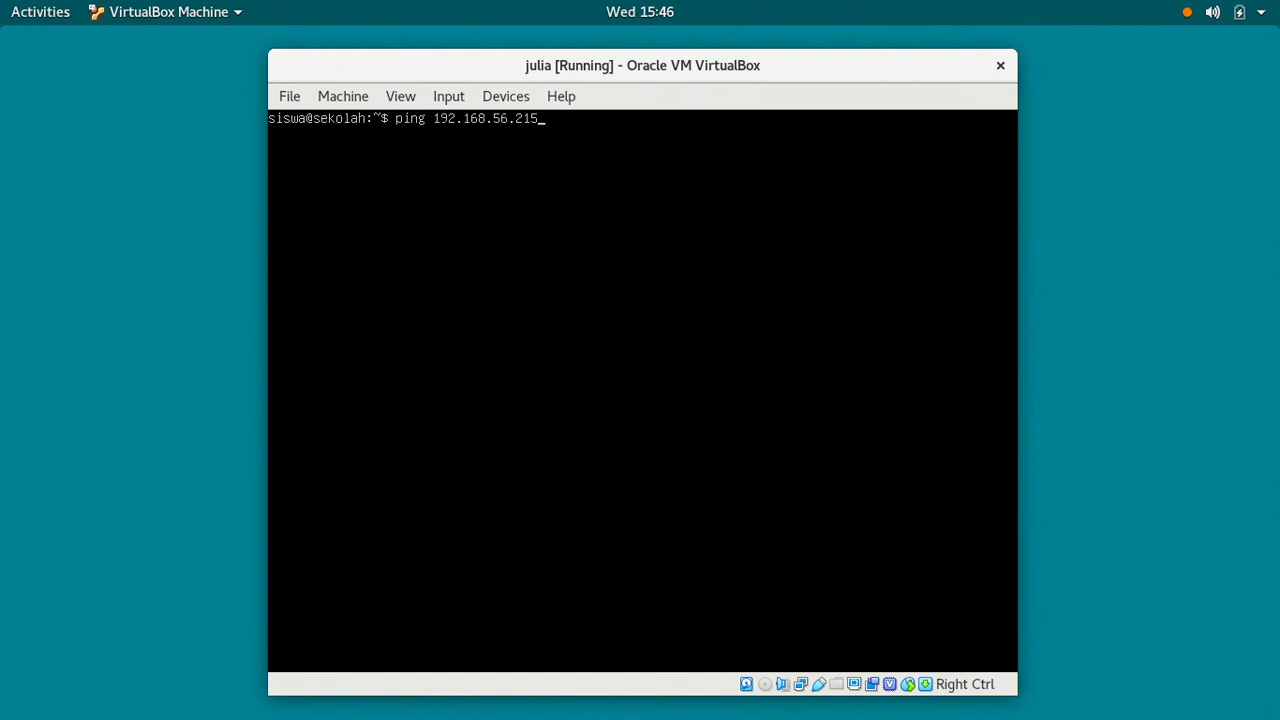 Activities VirtualBox Machine Wed 15:46
julia [Running] - Oracle VM VirtualBox
File Machine View Input Devices Help
siswa@sekolah:~$ ping 192.168.56.215_
Right Ctrl